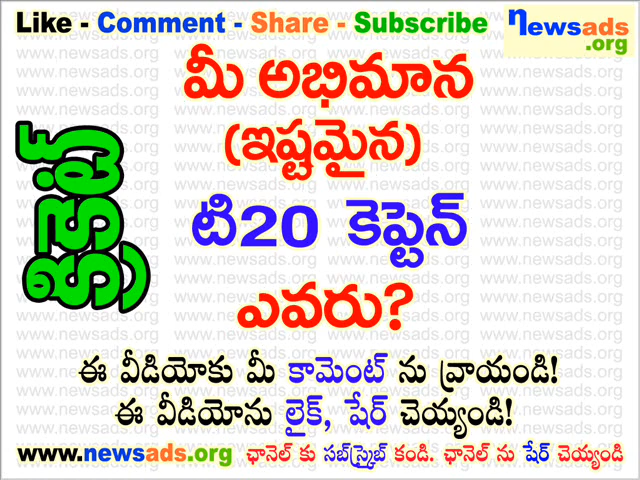 Like - Comment - Share - Subscribe
newsads
.org
మీ అభిమాన
(ఇష్టమైన)
టి20 కెప్టెన్
ఎవరు?
క్రికెట్
ఈ వీడియోకు మీ కామెంట్ ను వ్రాయండి!
ఈ వీడియోను లైక్, షేర్ చెయ్యండి!
www.newsads.org ఛానెల్ కు సబ్‌స్క్రైబ్ కండి. ఛానెల్ ను షేర్ చెయ్యండి